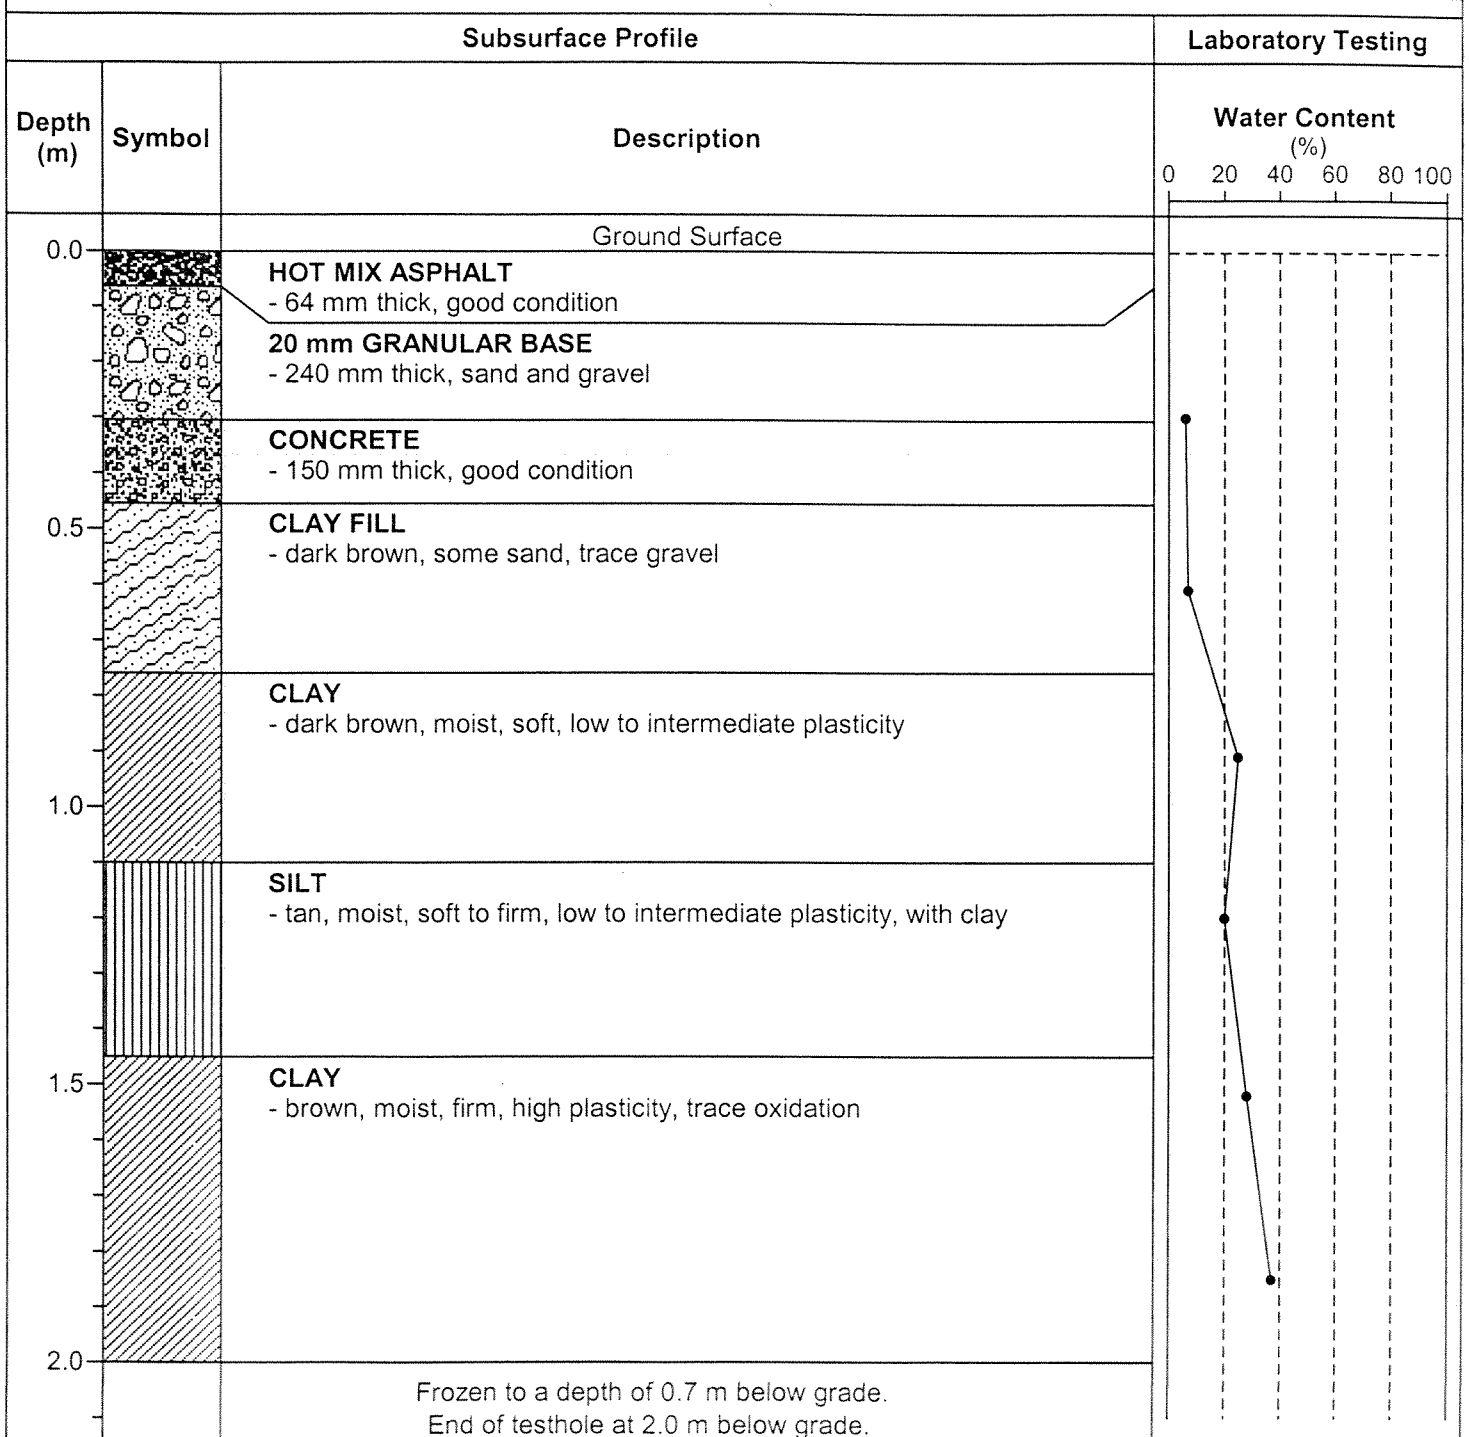 Subsurface Profile
Laboratory Testing
Depth
(m)
Symbol
Description
Water Content
(%)
0 20 40 60 80 100
Ground Surface
0.0
HOT MIX ASPHALT
- 64 mm thick, good condition
20 mm GRANULAR BASE
- 240 mm thick, sand and gravel
CONCRETE
- 150 mm thick, good condition
0.5
CLAY FILL
- dark brown, some sand, trace gravel
CLAY
- dark brown, moist, soft, low to intermediate plasticity
1.0
SILT
- tan, moist, soft to firm, low to intermediate plasticity, with clay
1.5
CLAY
- brown, moist, firm, high plasticity, trace oxidation
2.0
Frozen to a depth of 0.7 m below grade.
End of testhole at 2.0 m below grade.